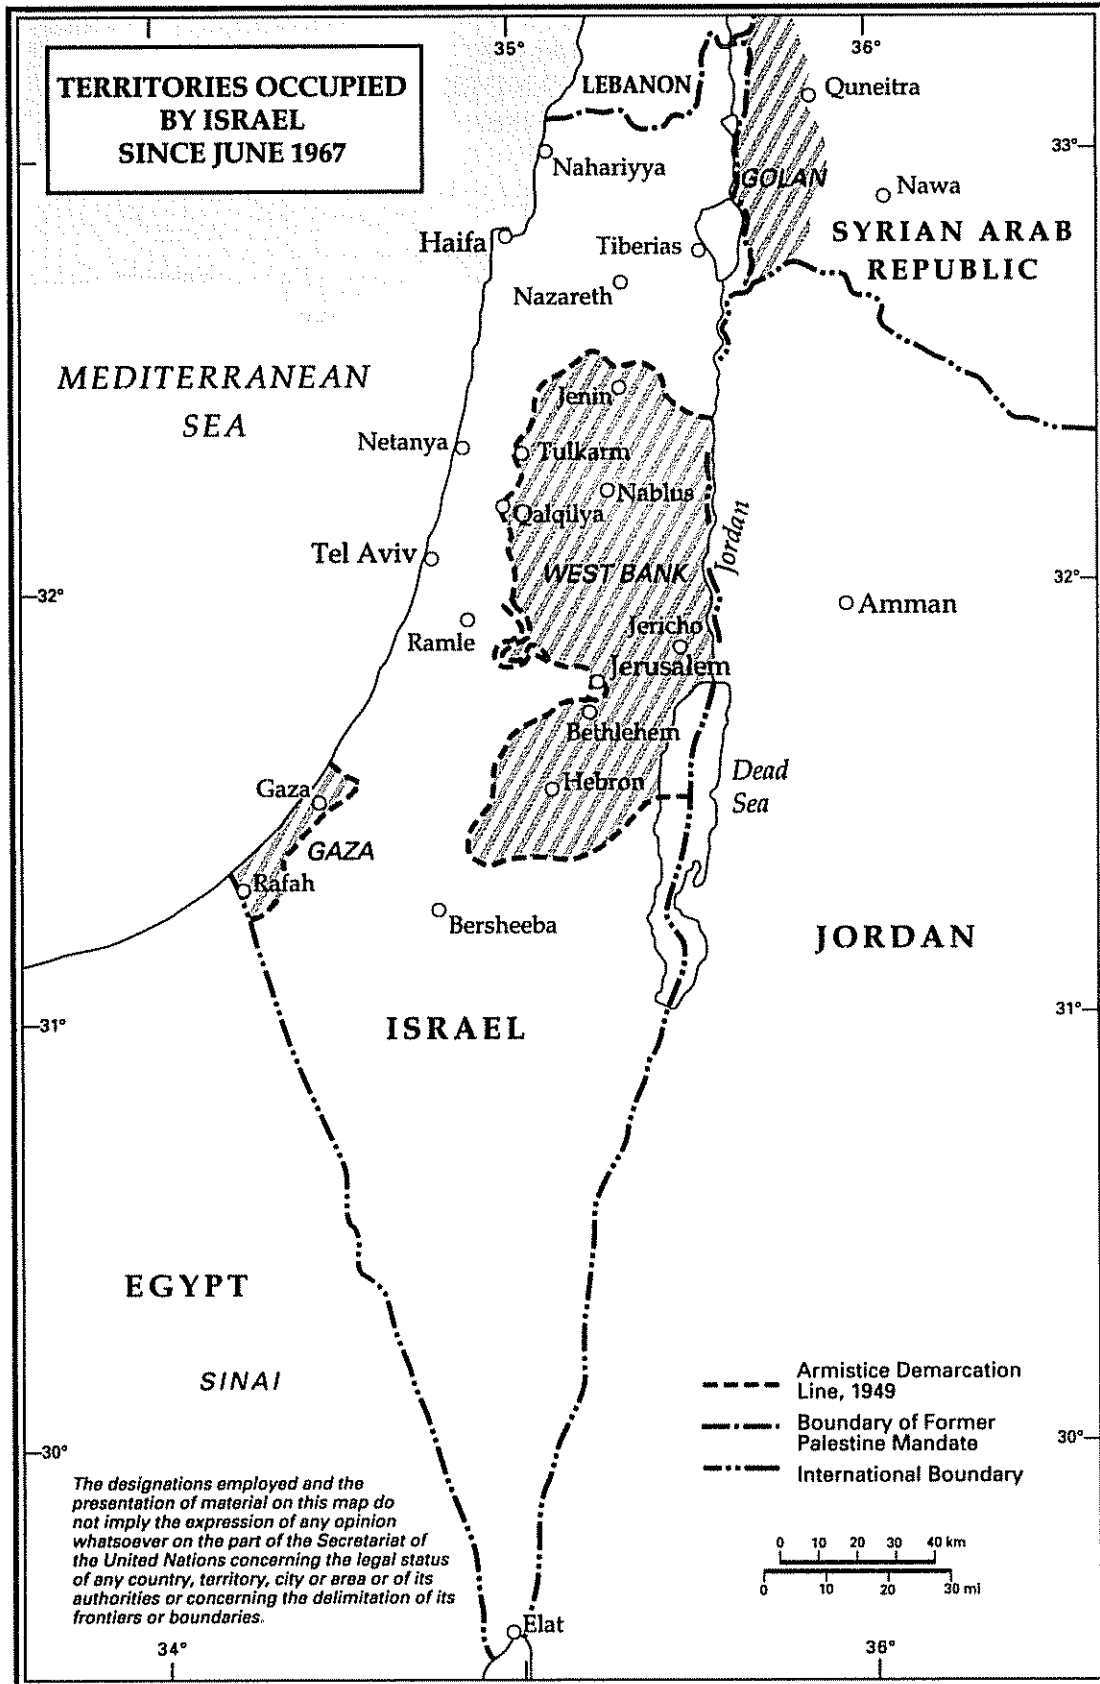 35°
36°
TERRITORIES OCCUPIED
BY ISRAEL
SINCE JUNE 1967
LEBANON
Quneitra
33°
Nahariyya
GOLAN
Nawa
Haifa
Tiberias
SYRIAN ARAB
REPUBLIC
Nazareth
MEDITERRANEAN
SEA
Jenin
Netanya
Tulkarm
Nablus
Qalqilya
Jordan
Tel Aviv
WEST BANK
32°
32°
Amman
Ramle
Jericho
Jerusalem
Bethlehem
Dead
Sea
Gaza
Hebron
GAZA
Rafah
Bersheeba
JORDAN
31°
31°
ISRAEL
EGYPT
SINAI
Armistice Demarcation
Line, 1949
Boundary of Former
Palestine Mandate
International Boundary
30°
30°
The designations employed and the
presentation of material on this map do
not imply the expression of any opinion
whatsoever on the part of the Secretariat of
the United Nations concerning the legal status
of any country, territory, city or area or of its
authorities or concerning the delimitation of its
frontiers or boundaries.
0 10 20 30 40 km
0 10 20 30 mi
Elat
34°
36°